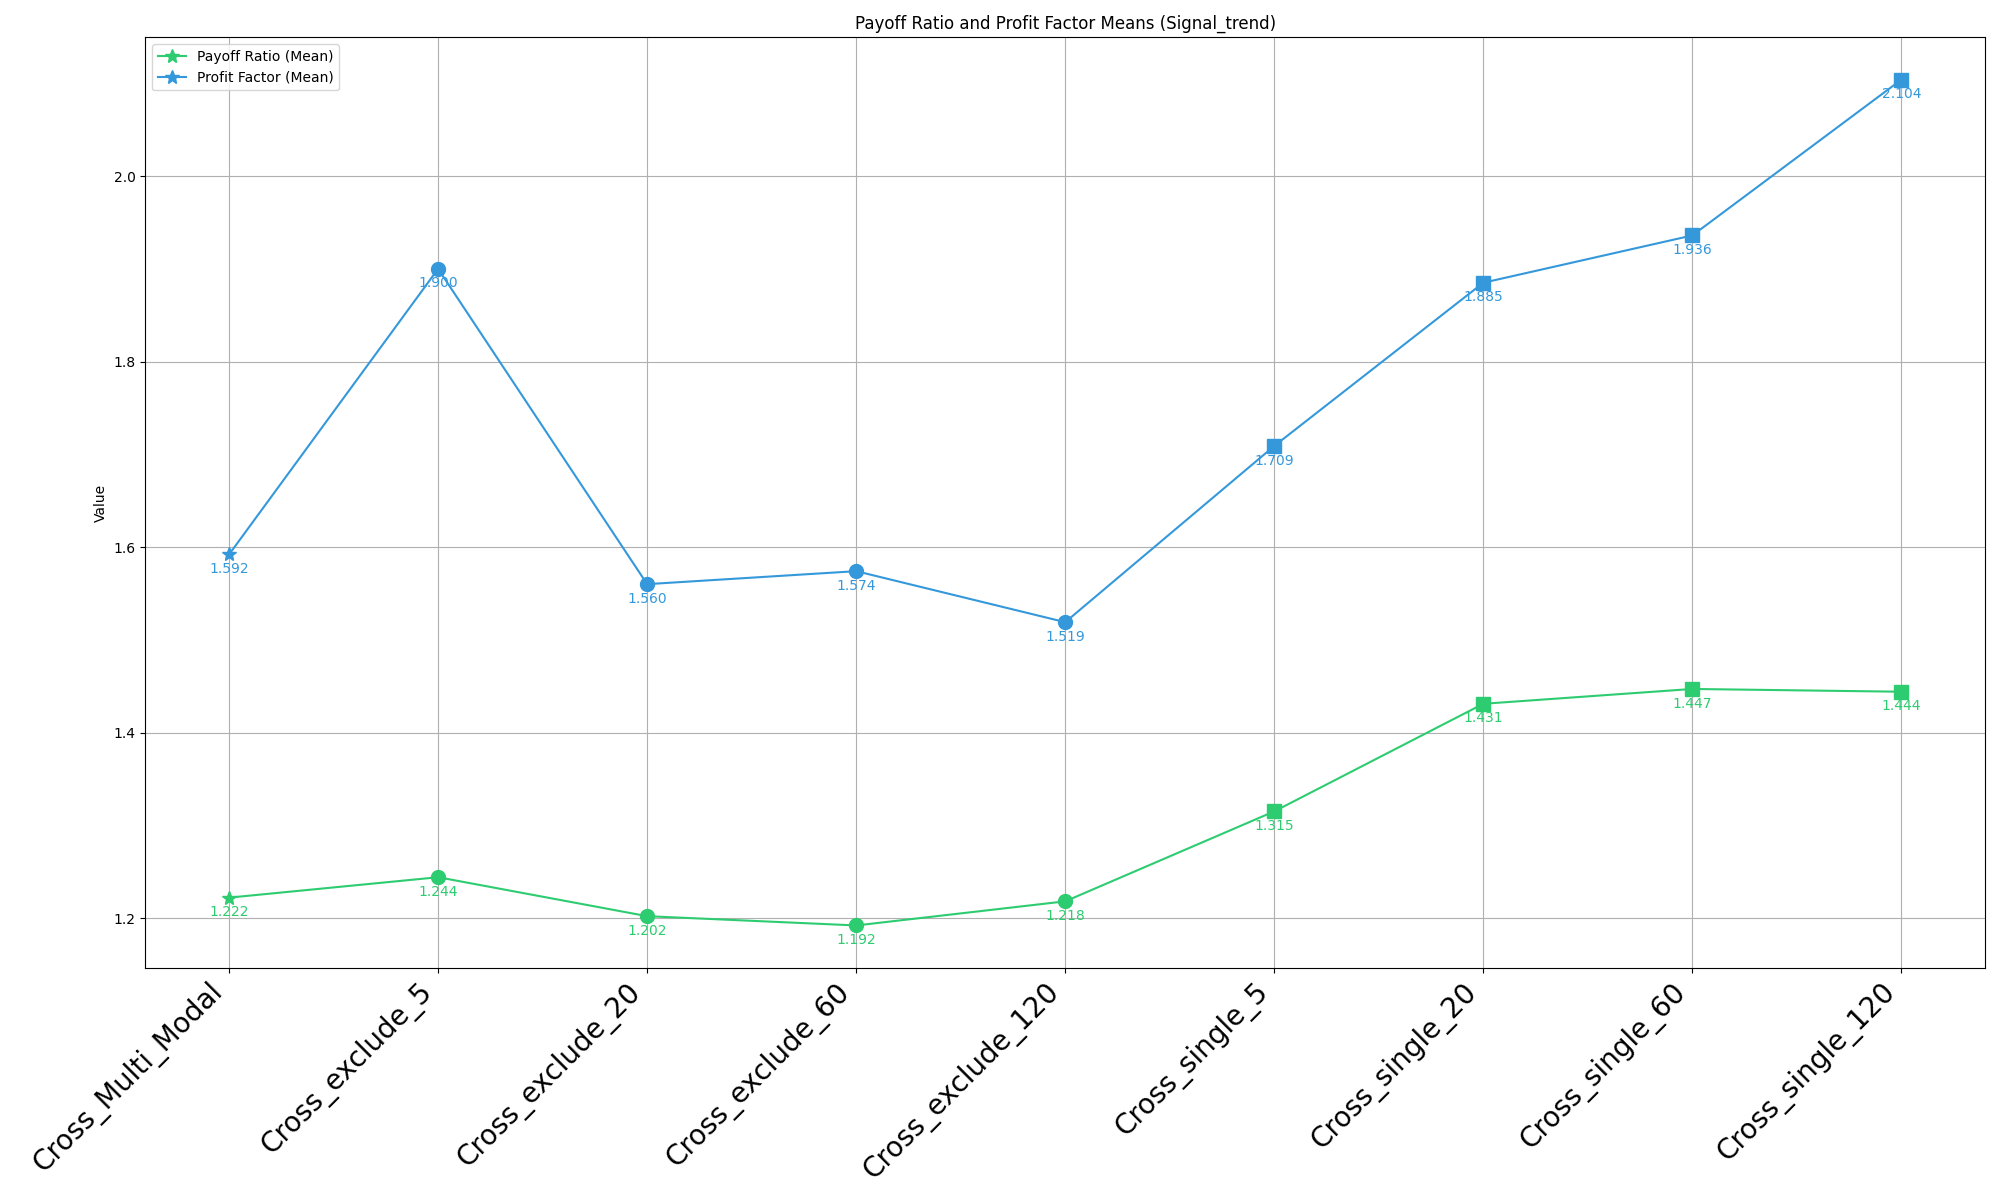 Payoff Ratio and Profit Factor Means (Signal_trend)
Payoff Ratio (Mean)
Profit Factor (Mean)
Value
2.0
1.8
1.6
1.4
1.2
1.592
1.900
1.560
1.574
1.519
1.709
1.885
1.936
2.104
1.222
1.244
1.202
1.192
1.218
1.315
1.431
1.447
1.444
Cross_Multi_Modal
Cross_exclude_5
Cross_exclude_20
Cross_exclude_60
Cross_exclude_120
Cross_single_5
Cross_single_20
Cross_single_60
Cross_single_120